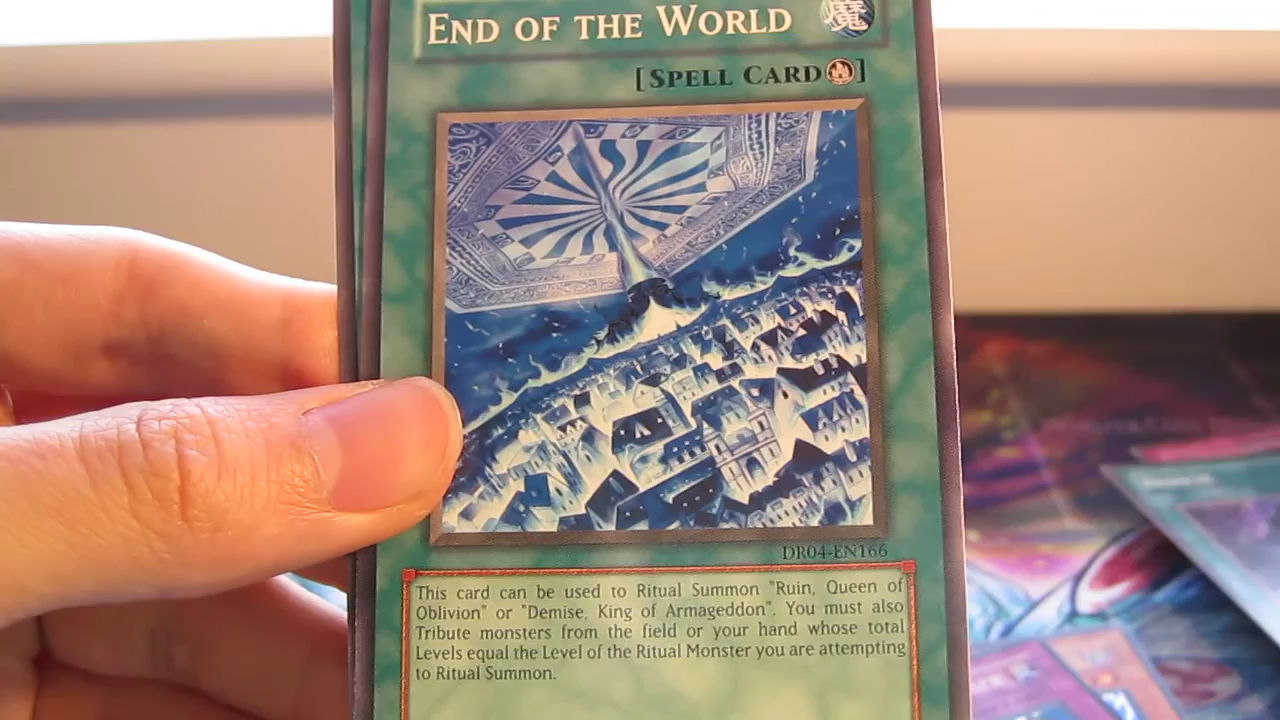 END OF THE WORLD
魔
[SPELL CARD]
DR04-EN166
This card can be used to Ritual Summon "Ruin, Queen of
Oblivion" or "Demise, King of Armageddon". You must also
Tribute monsters from the field or your hand whose total
Levels equal the Level of the Ritual Monster you are attempting
to Ritual Summon.